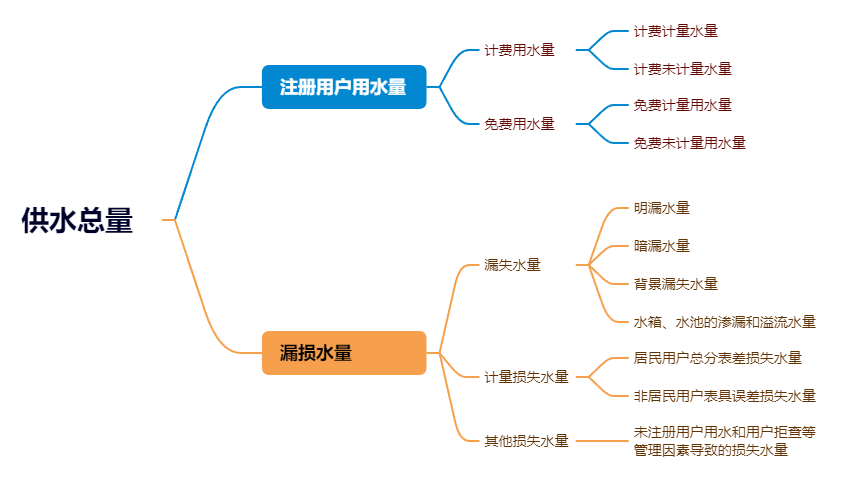 供水总量
注册用户用水量
计费用水量
计费计量水量
计费未计量水量
免费用水量
免费计量用水量
免费未计量用水量
漏损水量
漏失水量
明漏水量
暗漏水量
背景漏失水量
水箱、水池的渗漏和溢流水量
计量损失水量
居民用户总分表差损失水量
非居民用户表具误差损失水量
其他损失水量
未注册用户用水和用户拒查等
管理因素导致的损失水量